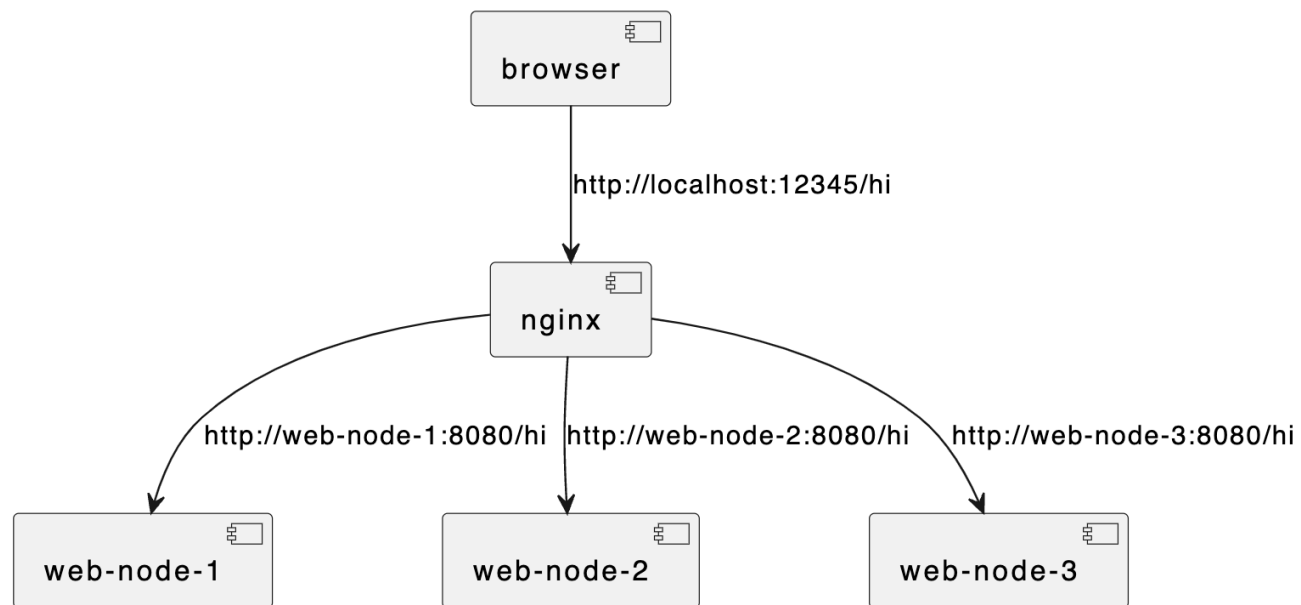 browser
http://localhost:12345/hi
nginx
http://web-node-1:8080/hi
http://web-node-2:8080/hi
http://web-node-3:8080/hi
web-node-1
web-node-2
web-node-3